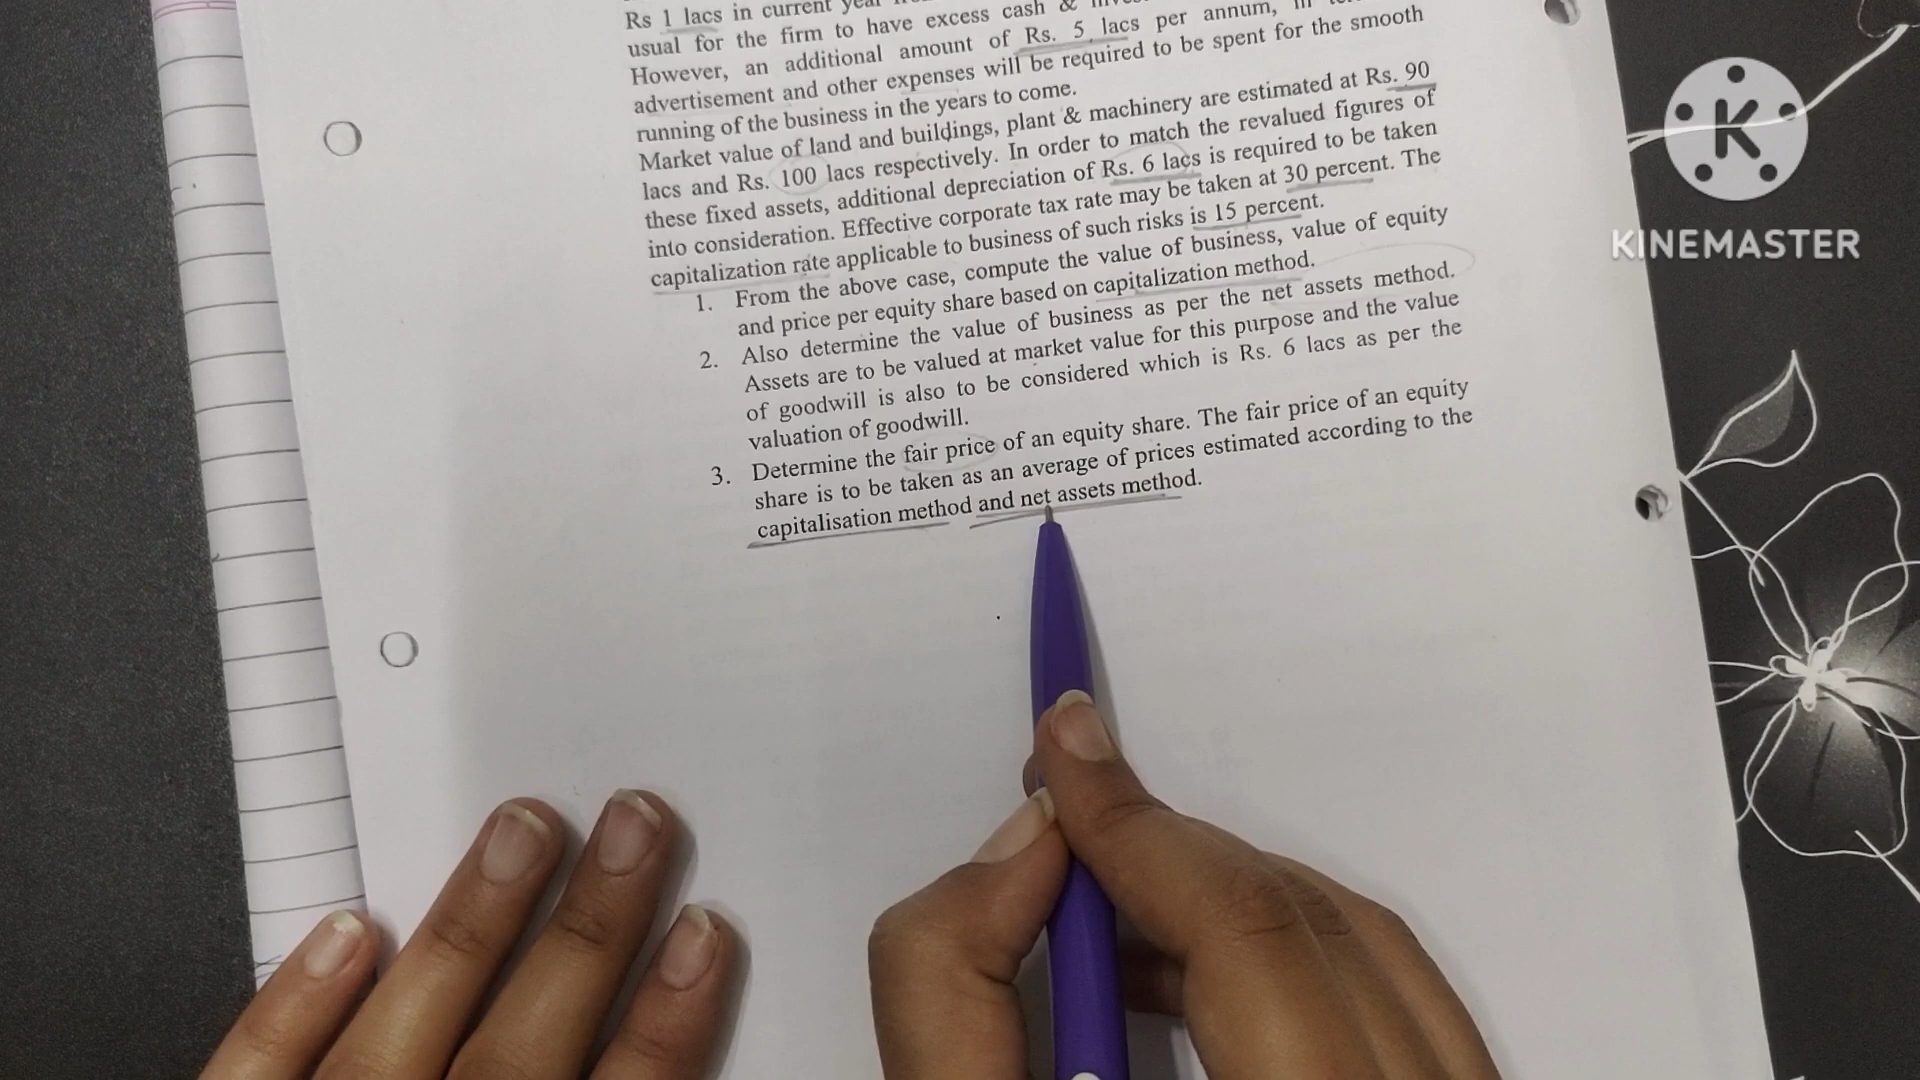 Rs 1 lacs in current year
usual for the firm to have excess cash &
However, an additional amount of Rs. 5 lacs per annum, in
advertisement and other expenses will be required to be spent for the smooth
running of the business in the years to come.
Market value of land and buildings, plant & machinery are estimated at Rs. 90
lacs and Rs. 100 lacs respectively. In order to match the revalued figures of
these fixed assets, additional depreciation of Rs. 6 lacs is required to be taken
into consideration. Effective corporate tax rate may be taken at 30 percent. The
capitalization rate applicable to business of such risks is 15 percent.
1. From the above case, compute the value of business, value of equity
and price per equity share based on capitalization method.
2. Also determine the value of business as per the net assets method.
Assets are to be valued at market value for this purpose and the value
of goodwill is also to be considered which is Rs. 6 lacs as per the
valuation of goodwill.
3. Determine the fair price of an equity share. The fair price of an equity
share is to be taken as an average of prices estimated according to the
capitalisation method and net assets method.
K
KINEMASTER